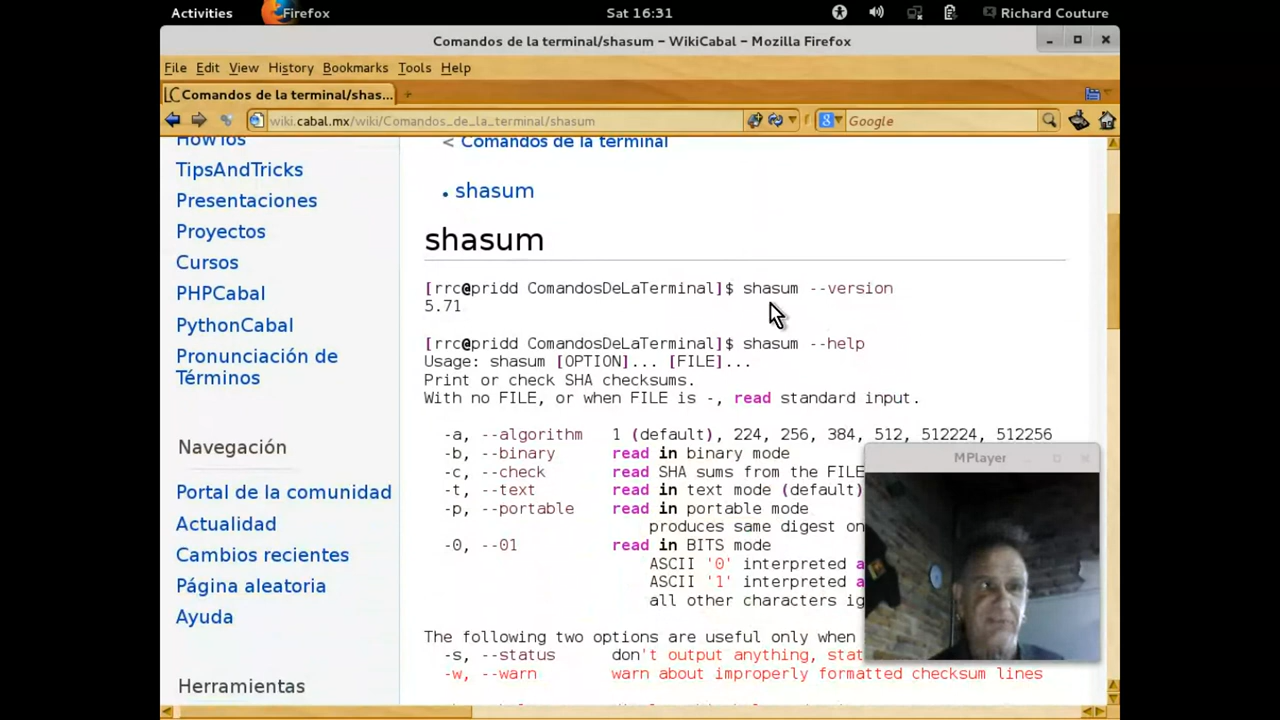 Activities Firefox Sat 16:31 Richard Couture
Comandos de la terminal/shasum – WikiCabal – Mozilla Firefox
File Edit View History Bookmarks Tools Help
Comandos de la terminal/shas...
wiki.cabal.mx/wiki/Comandos_de_la_terminal/shasum Google
HowTos
TipsAndTricks
Presentaciones
Proyectos
Cursos
PHPCabal
PythonCabal
Pronunciación de
Términos
Navegación
Portal de la comunidad
Actualidad
Cambios recientes
Página aleatoria
Ayuda
Herramientas
< Comandos de la terminal
• shasum
shasum
[rrc@pridd ComandosDeLaTerminal]$ shasum --version
5.71
[rrc@pridd ComandosDeLaTerminal]$ shasum --help
Usage: shasum [OPTION]... [FILE]...
Print or check SHA checksums.
With no FILE, or when FILE is -, read standard input.
-a, --algorithm 1 (default), 224, 256, 384, 512, 512224, 512256
-b, --binary read in binary mode
-c, --check read SHA sums from the FILE
-t, --text read in text mode (default)
-p, --portable read in portable mode
produces same digest on
-0, --01 read in BITS mode
ASCII '0' interpreted a
ASCII '1' interpreted a
all other characters ig
The following two options are useful only when
-s, --status don't output anything, stat
-w, --warn warn about improperly formatted checksum lines
MPlayer